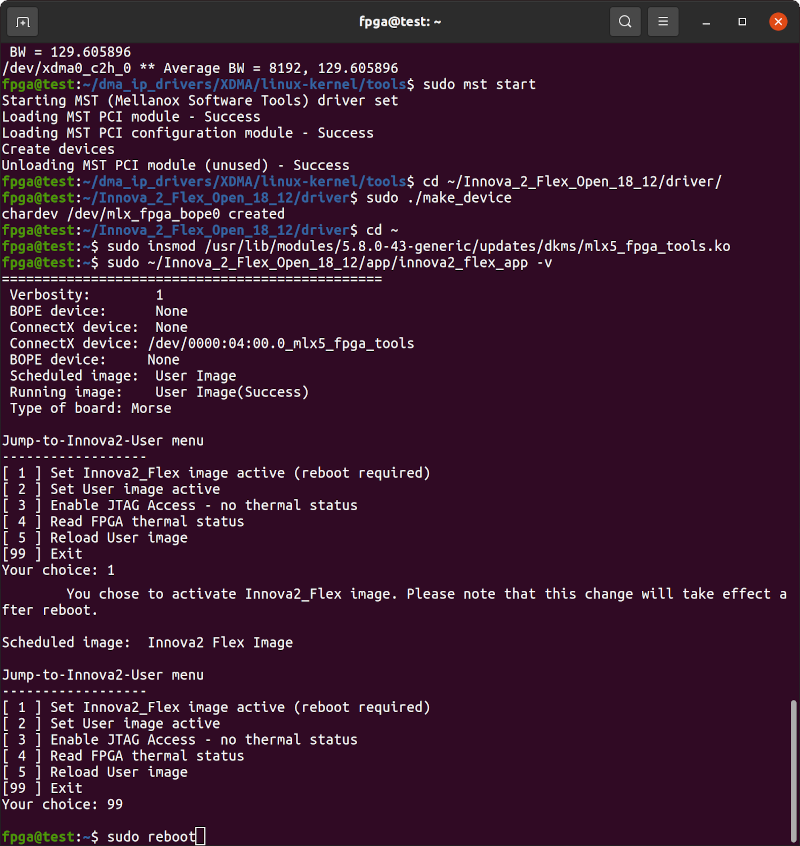 fpga@test: ~
 BW = 129.605896
/dev/xdma0_c2h_0 ** Average BW = 8192, 129.605896
fpga@test:~/dma_ip_drivers/XDMA/linux-kernel/tools$ sudo mst start
Starting MST (Mellanox Software Tools) driver set
Loading MST PCI module - Success
Loading MST PCI configuration module - Success
Create devices
Unloading MST PCI module (unused) - Success
fpga@test:~/dma_ip_drivers/XDMA/linux-kernel/tools$ cd ~/Innova_2_Flex_Open_18_12/driver/
fpga@test:~/Innova_2_Flex_Open_18_12/driver$ sudo ./make_device
chardev /dev/mlx_fpga_bope0 created
fpga@test:~/Innova_2_Flex_Open_18_12/driver$ cd ~
fpga@test:~$ sudo insmod /usr/lib/modules/5.8.0-43-generic/updates/dkms/mlx5_fpga_tools.ko
fpga@test:~$ sudo ~/Innova_2_Flex_Open_18_12/app/innova2_flex_app -v
===============================================
 Verbosity:        1
 BOPE device:      None
 ConnectX device:  None
 ConnectX device: /dev/0000:04:00.0_mlx5_fpga_tools
 BOPE device:     None
 Scheduled image:  User Image
 Running image:    User Image(Success)
 Type of board: Morse
Jump-to-Innova2-User menu
------------------
[ 1 ] Set Innova2_Flex image active (reboot required)
[ 2 ] Set User image active
[ 3 ] Enable JTAG Access - no thermal status
[ 4 ] Read FPGA thermal status
[ 5 ] Reload User image
[99 ] Exit
Your choice: 1
        You chose to activate Innova2_Flex image. Please note that this change will take effect a
fter reboot.
Scheduled image:  Innova2 Flex Image
Jump-to-Innova2-User menu
------------------
[ 1 ] Set Innova2_Flex image active (reboot required)
[ 2 ] Set User image active
[ 3 ] Enable JTAG Access - no thermal status
[ 4 ] Read FPGA thermal status
[ 5 ] Reload User image
[99 ] Exit
Your choice: 99
fpga@test:~$ sudo reboot